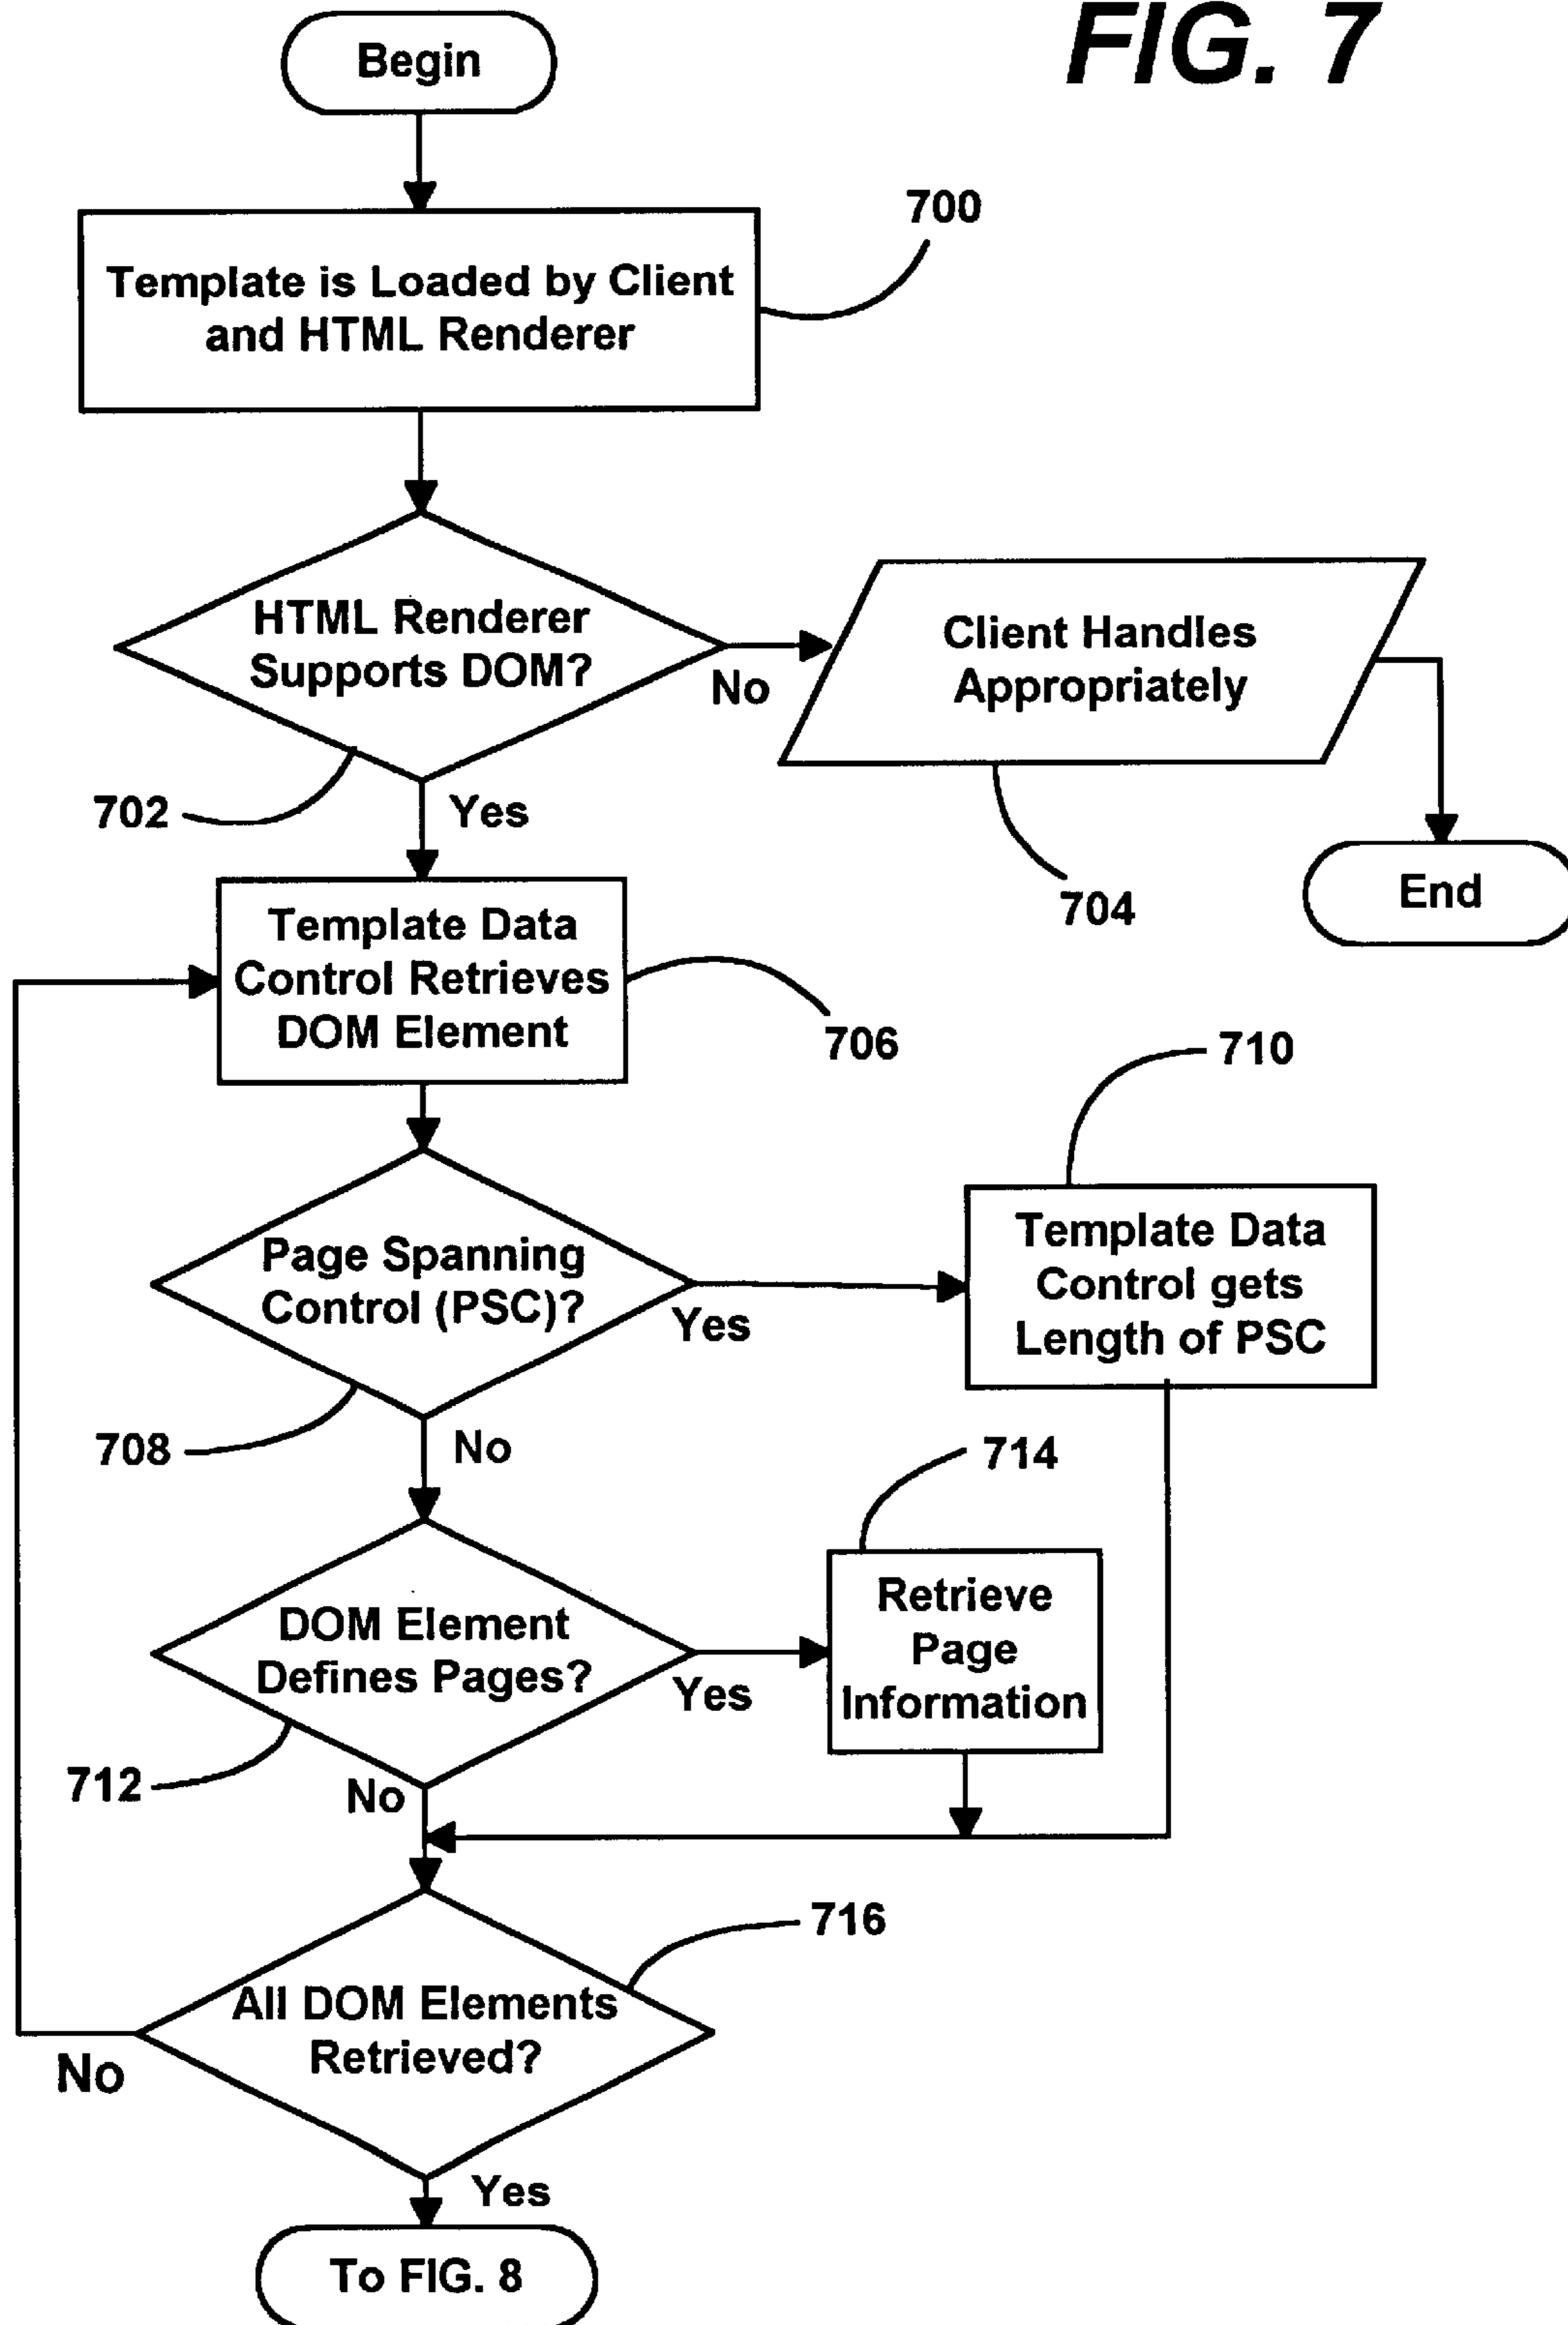 FIG. 7
Begin
700
Template is Loaded by Client
and HTML Renderer
HTML Renderer
Supports DOM?
No
Client Handles
Appropriately
702
Yes
704
End
Template Data
Control Retrieves
DOM Element
706
710
Page Spanning
Control (PSC)?
Yes
Template Data
Control gets
Length of PSC
708
No
714
DOM Element
Defines Pages?
Yes
Retrieve
Page
Information
712
No
716
All DOM Elements
Retrieved?
No
Yes
To FIG. 8